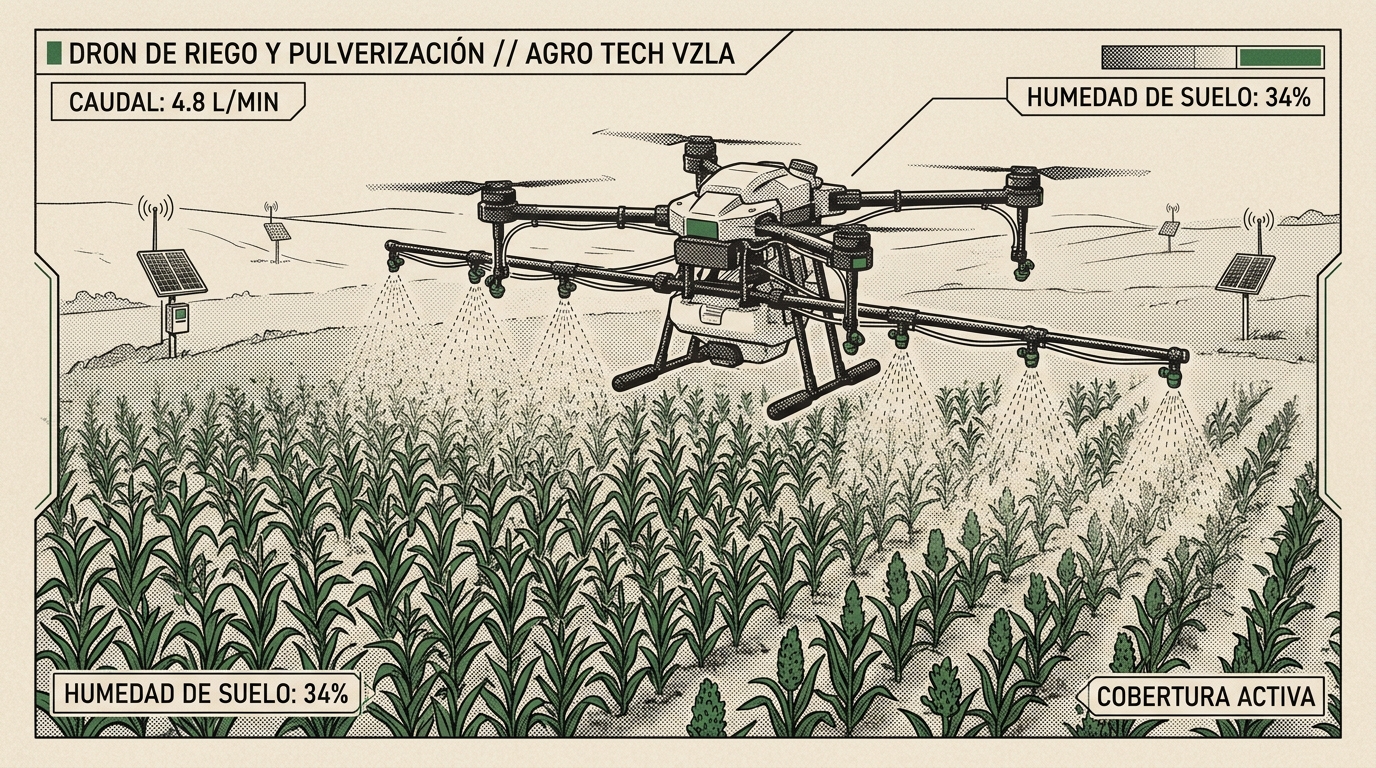 DRON DE RIEGO Y PULVERIZACIÓN // AGRO TECH VZLA
CAUDAL: 4.8 L/MIN
HUMEDAD DE SUELO: 34%
HUMEDAD DE SUELO: 34%
COBERTURA ACTIVA